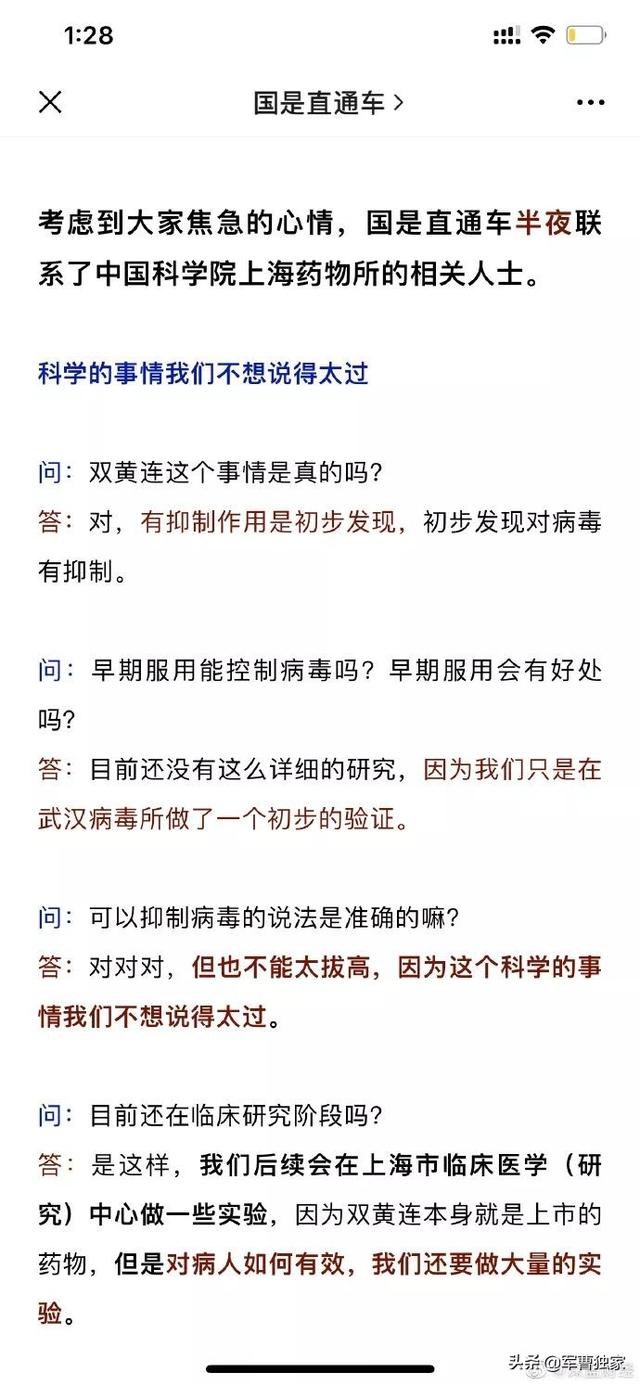 1:28
国是直通车
考虑到大家焦急的心情，国是直通车半夜联
系了中国科学院上海药物所的相关人士。
科学的事情我们不想说得太过
问：双黄连这个事情是真的吗？
答：对，有抑制作用是初步发现，初步发现对病毒
有抑制。
问：早期服用能控制病毒吗？早期服用会有好处
吗？
答：目前还没有这么详细的研究，因为我们只是在
武汉病毒所做了一个初步的验证。
问：可以抑制病毒的说法是准确的嘛？
答：对对对，但也不能太拔高，因为这个科学的事
情我们不想说得太过。
问：目前还在临床研究阶段吗？
答：是这样，我们后续会在上海市临床医学（研
究）中心做一些实验，因为双黄连本身就是上市的
药物，但是对病人如何有效，我们还要做大量的实
验。
头条 @军曹独家